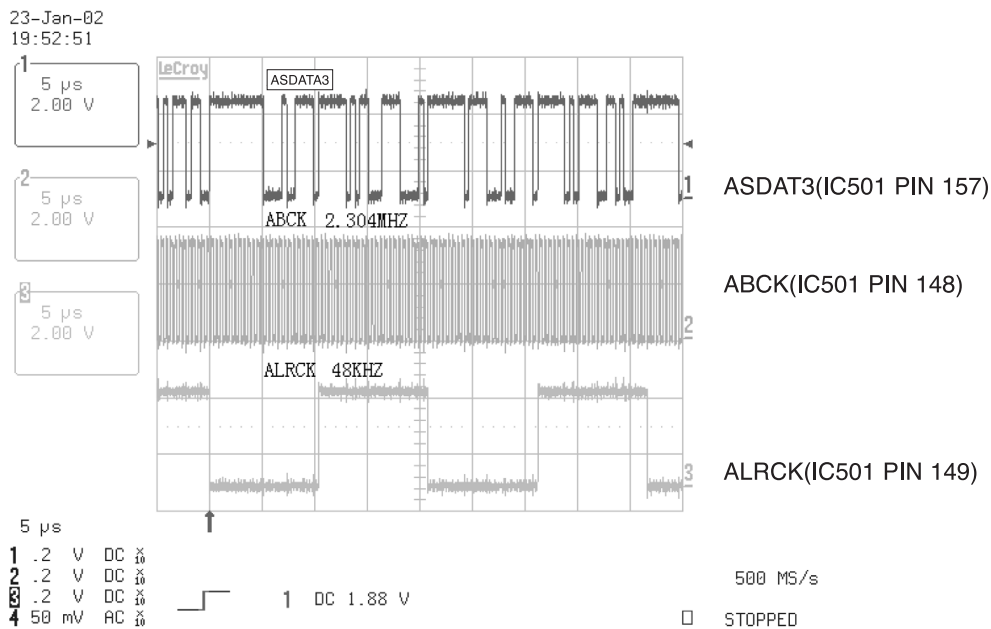 23-Jan-02
19:52:51
1
5 µs
2.00 V
2
5 µs
2.00 V
3
5 µs
2.00 V
LeCroy
ASDATA3
1
ASDAT3(IC501 PIN 157)
ABCK 2.304MHZ
ABCK(IC501 PIN 148)
2
ALRCK 48KHZ
3
ALRCK(IC501 PIN 149)
5 µs
1 .2 V DC X10
2 .2 V DC X10
3 .2 V DC X10
4 50 mV AC X10
1 DC 1.88 V
500 MS/s
STOPPED